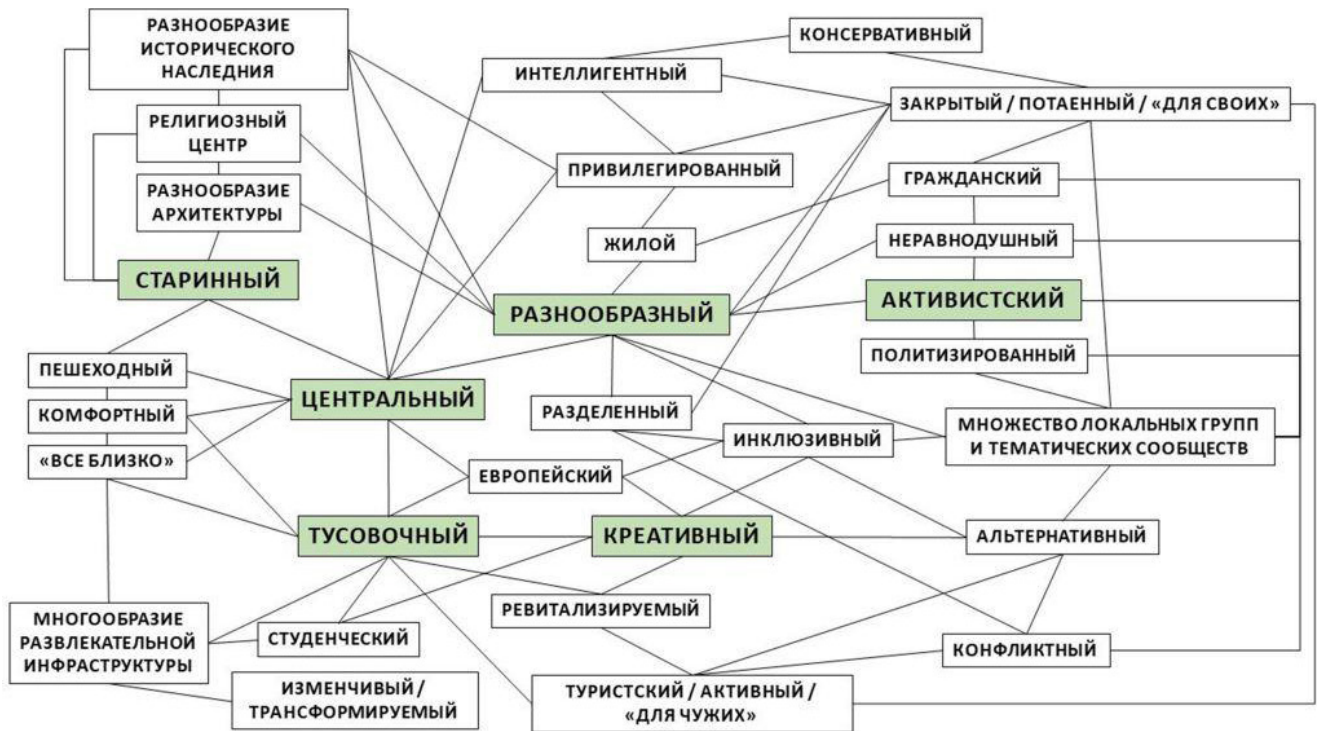 РАЗНООБРАЗИЕ
ИСТОРИЧЕСКОГО
НАСЛЕДНИЯ
КОНСЕРВАТИВНЫЙ
ИНТЕЛЛИГЕНТНЫЙ
ЗАКРЫТЫЙ / ПОТАЕННЫЙ / «ДЛЯ СВОИХ»
РЕЛИГИОЗНЫЙ
ЦЕНТР
ПРИВИЛЕГИРОВАННЫЙ
ГРАЖДАНСКИЙ
РАЗНООБРАЗИЕ
АРХИТЕКТУРЫ
ЖИЛОЙ
НЕРАВНОДУШНЫЙ
СТАРИННЫЙ
РАЗНООБРАЗНЫЙ
АКТИВИСТСКИЙ
ПЕШЕХОДНЫЙ
ПОЛИТИЗИРОВАННЫЙ
ЦЕНТРАЛЬНЫЙ
КОМФОРТНЫЙ
РАЗДЕЛЕННЫЙ
ИНКЛЮЗИВНЫЙ
МНОЖЕСТВО ЛОКАЛЬНЫХ ГРУПП
И ТЕМАТИЧЕСКИХ СООБЩЕСТВ
«ВСЕ БЛИЗКО»
ЕВРОПЕЙСКИЙ
ТУСОВОЧНЫЙ
КРЕАТИВНЫЙ
АЛЬТЕРНАТИВНЫЙ
МНОГООБРАЗИЕ
РАЗВЛЕКАТЕЛЬНОЙ
ИНФРАСТРУКТУРЫ
СТУДЕНЧЕСКИЙ
РЕВИТАЛИЗИРУЕМЫЙ
КОНФЛИКТНЫЙ
ИЗМЕНЧИВЫЙ /
ТРАНСФОРМИРУЕМЫЙ
ТУРИСТСКИЙ / АКТИВНЫЙ /
«ДЛЯ ЧУЖИХ»